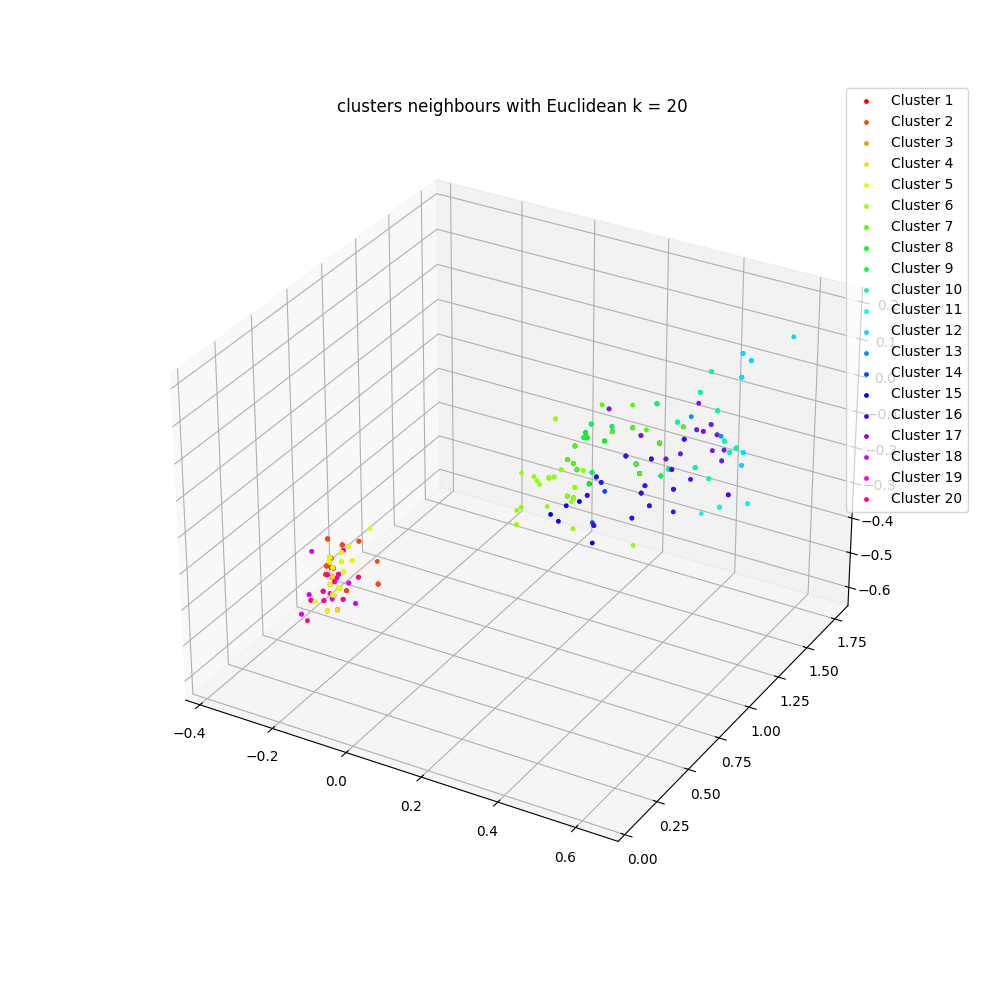 clusters neighbours with Euclidean k = 20
Cluster 1
Cluster 2
Cluster 3
Cluster 4
Cluster 5
Cluster 6
Cluster 7
Cluster 8
Cluster 9
Cluster 10
Cluster 11
Cluster 12
Cluster 13
Cluster 14
Cluster 15
Cluster 16
Cluster 17
Cluster 18
Cluster 19
Cluster 20
0.1
0.0
−0.4
−0.5
−0.6
1.75
1.50
1.25
1.00
0.75
0.50
0.25
0.00
−0.4
−0.2
0.0
0.2
0.4
0.6